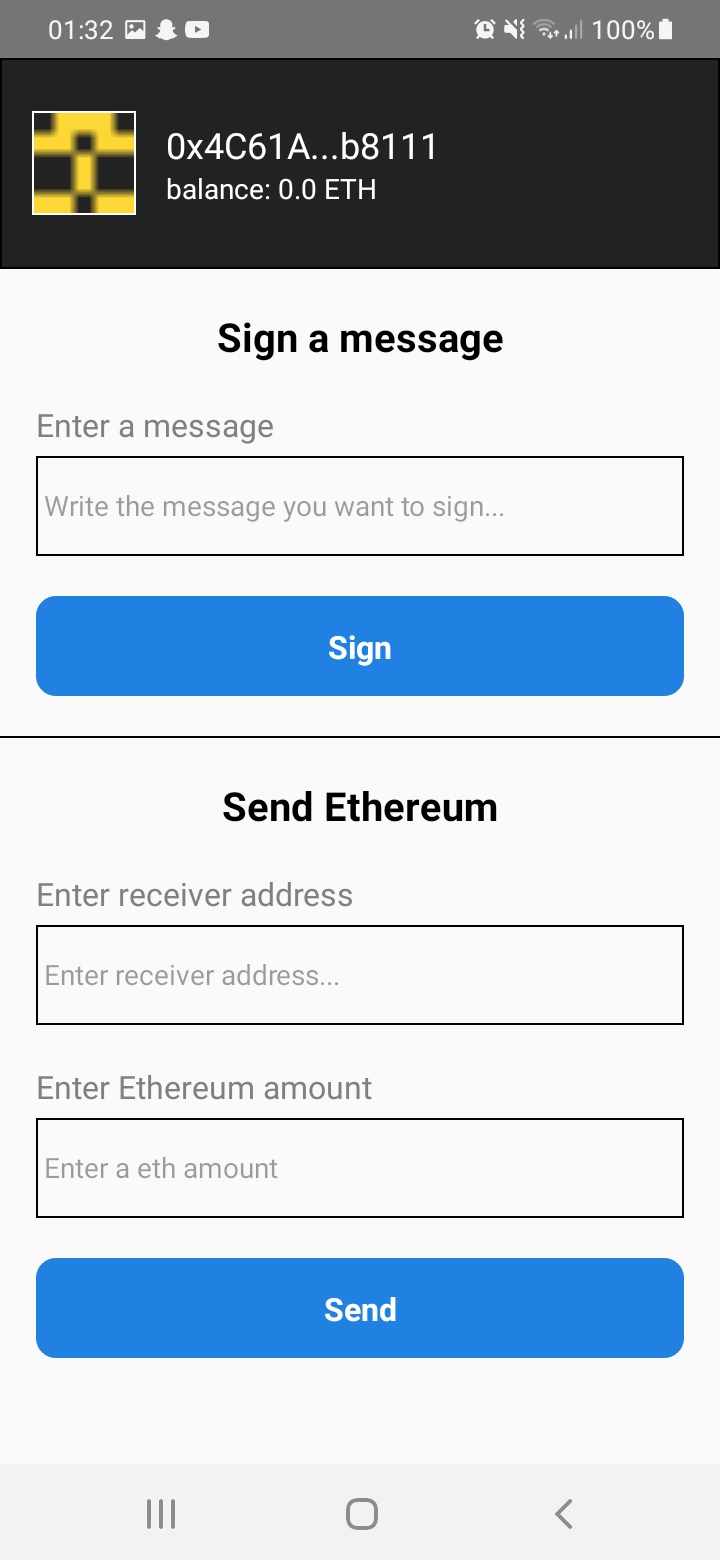 01:32 100%
0x4C61A...b8111
balance: 0.0 ETH
Sign a message
Enter a message
Write the message you want to sign...
Sign
Send Ethereum
Enter receiver address
Enter receiver address...
Enter Ethereum amount
Enter a eth amount
Send